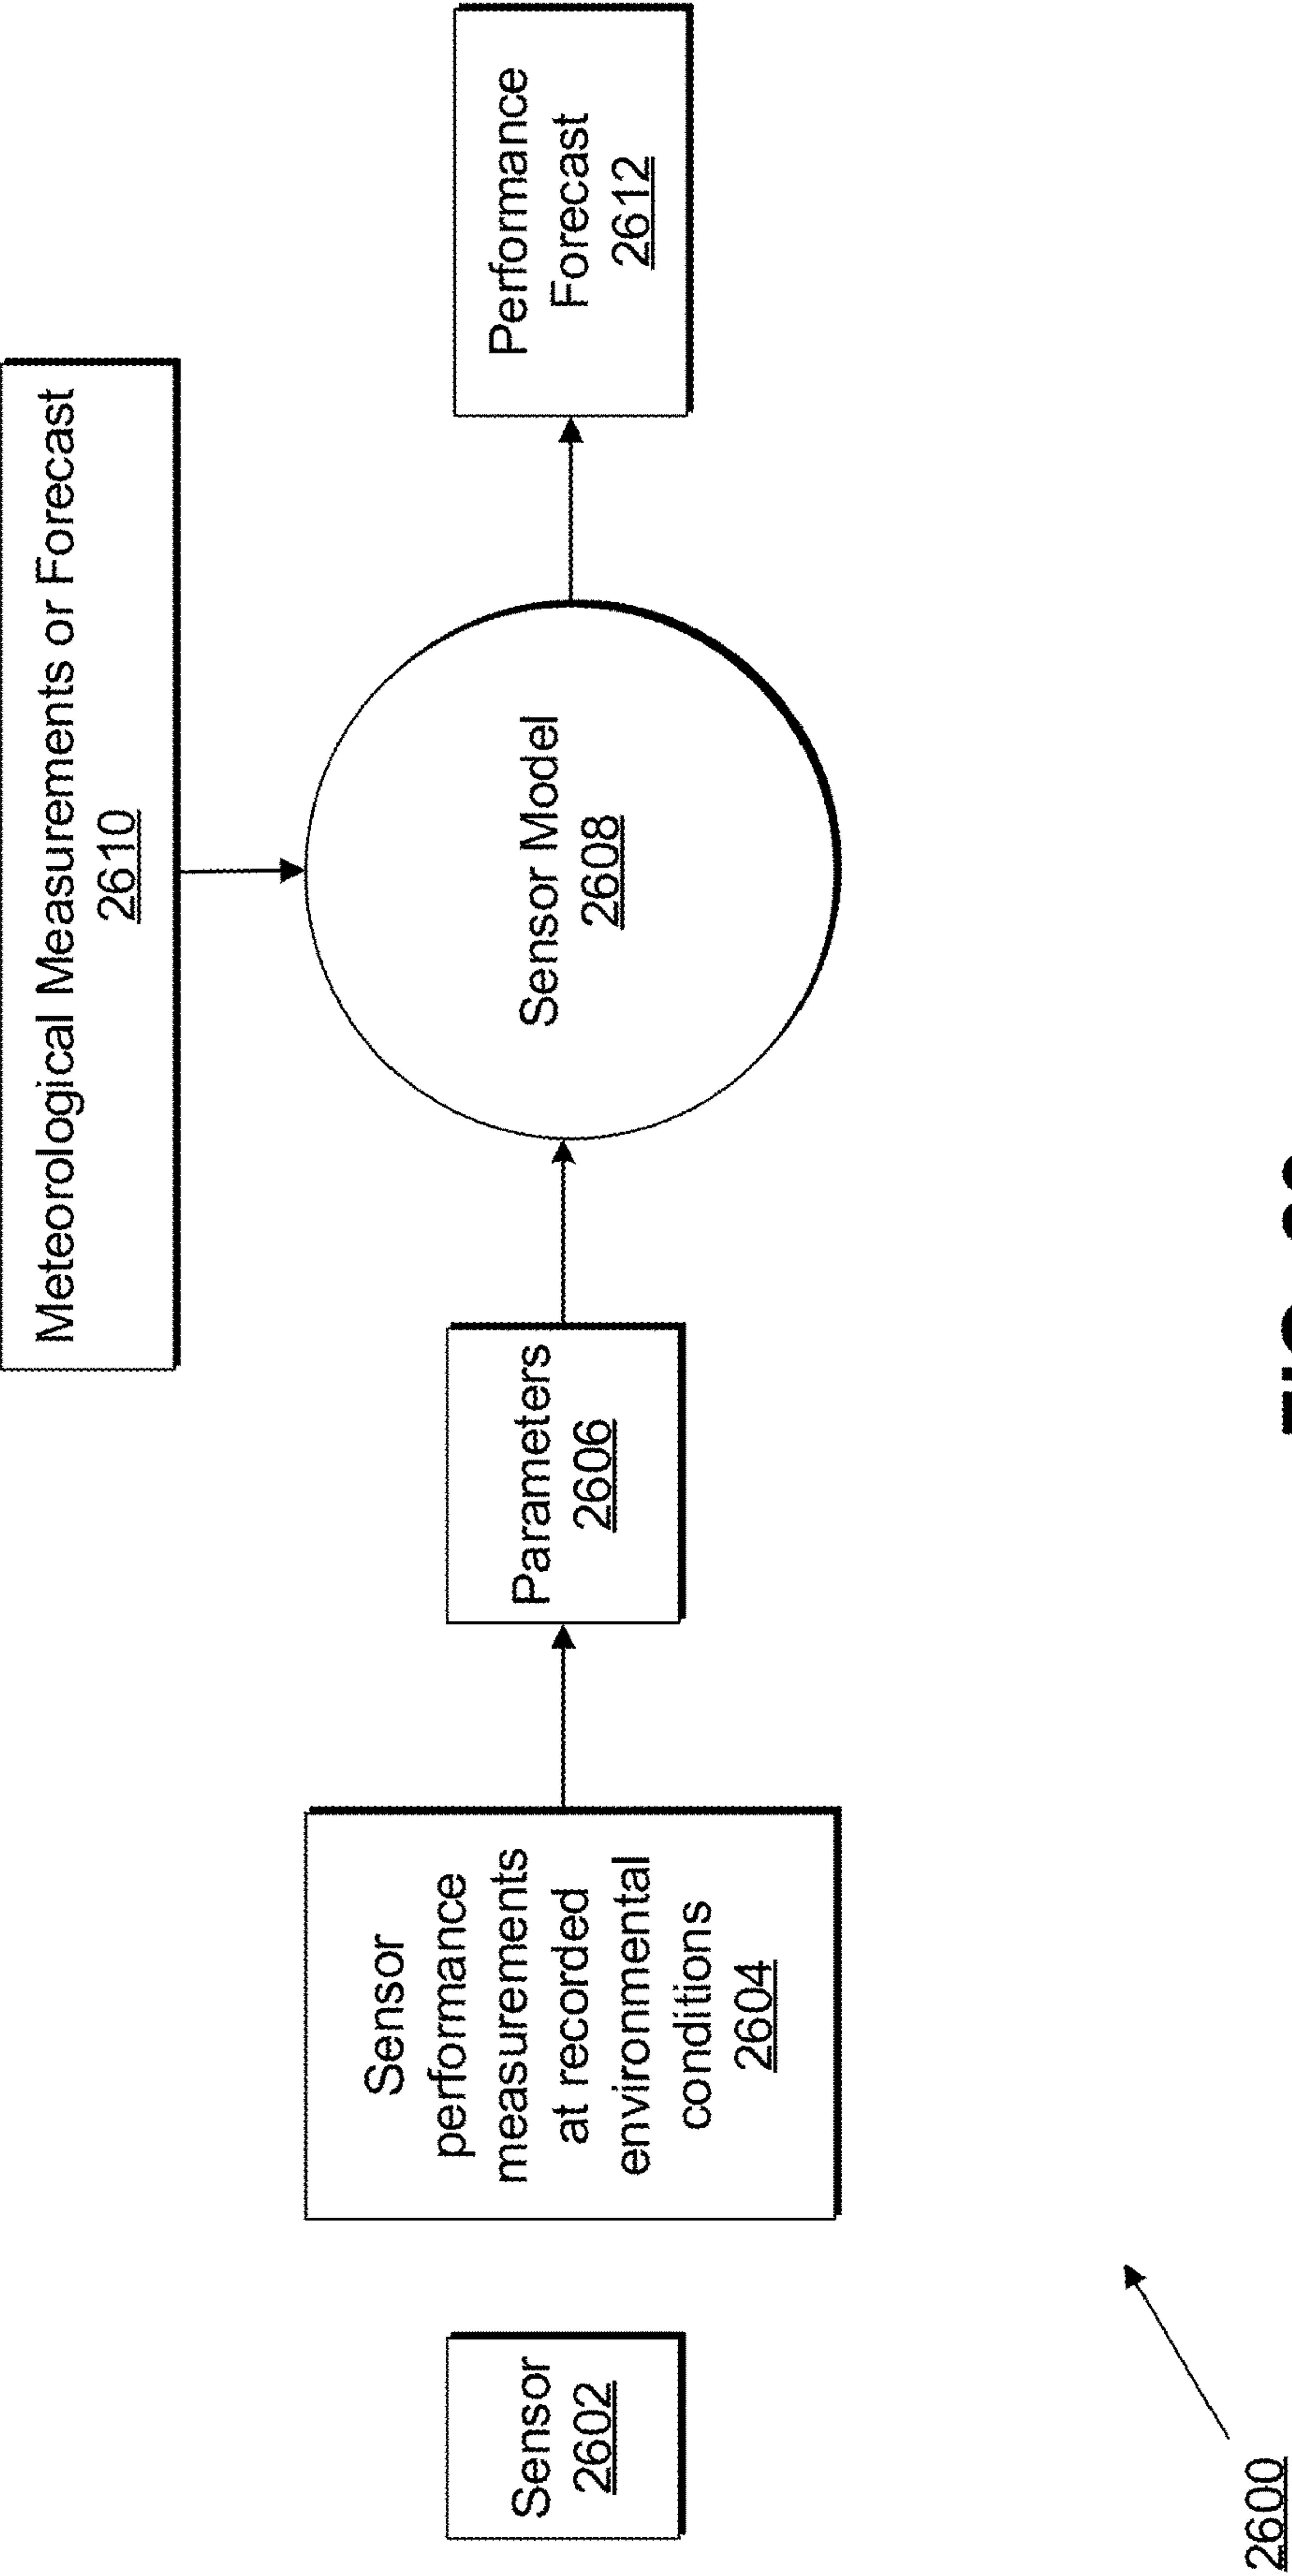 Meteorological Measurements or Forecast
2610
Sensor
2602
Sensor
performance
measurements
at recorded
environmental
conditions
2604
Parameters
2606
Sensor Model
2608
Performance
Forecast
2612
2600